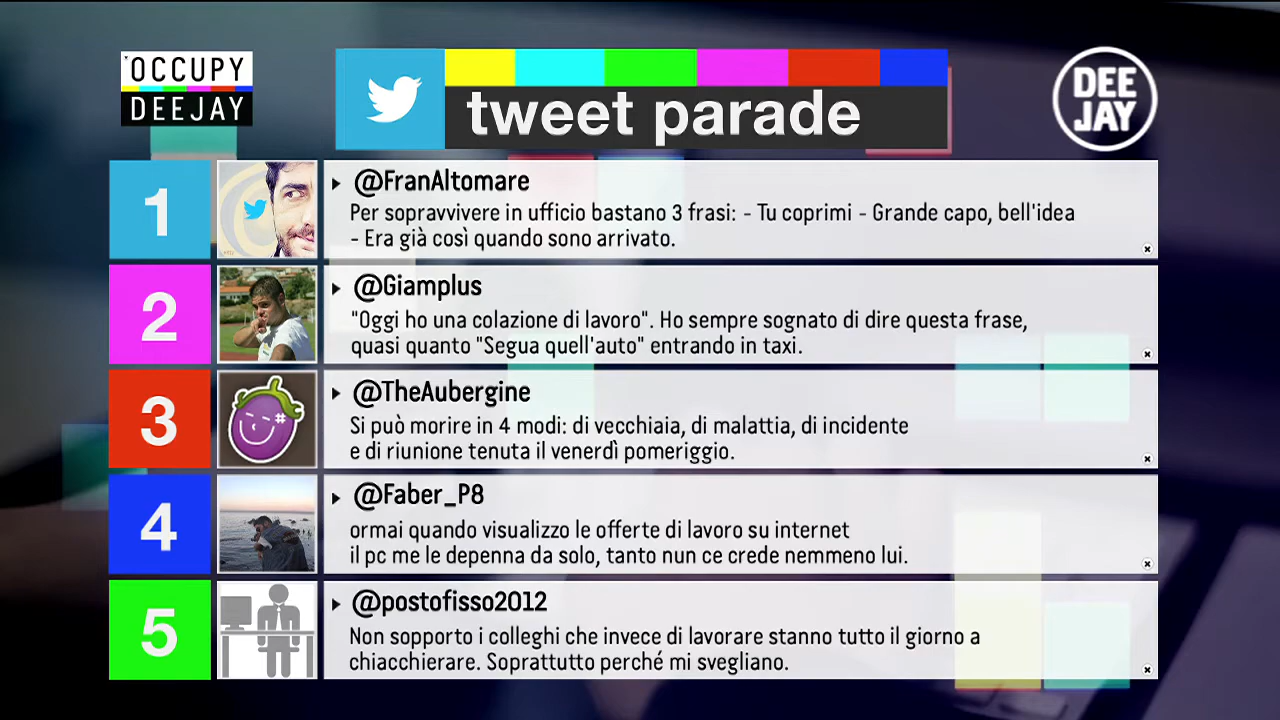 OCCUPY
DEEJAY
tweet parade
DEE
JAY
1
@FranAltomare
Per sopravvivere in ufficio bastano 3 frasi: - Tu coprimi - Grande capo, bell'idea
- Era già così quando sono arrivato.
2
@Giamplus
"Oggi ho una colazione di lavoro". Ho sempre sognato di dire questa frase,
quasi quanto "Segua quell'auto" entrando in taxi.
3
@TheAubergine
Si può morire in 4 modi: di vecchiaia, di malattia, di incidente
e di riunione tenuta il venerdì pomeriggio.
4
@Faber_P8
ormai quando visualizzo le offerte di lavoro su internet
il pc me le depenna da solo, tanto nun ce crede nemmeno lui.
5
@postofisso2012
Non sopporto i colleghi che invece di lavorare stanno tutto il giorno a
chiacchierare. Soprattutto perché mi svegliano.